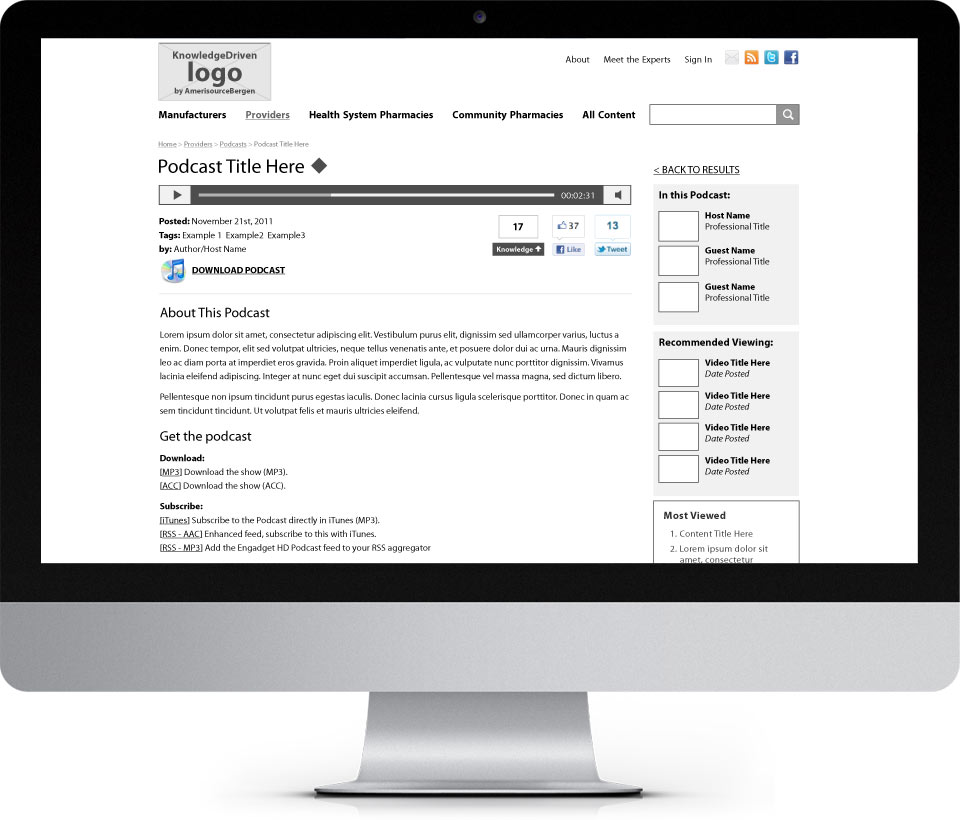 KnowledgeDriven
logo
by AmerisourceBergen
About Meet the Experts Sign In
Manufacturers Providers Health System Pharmacies Community Pharmacies All Content
Home > Providers > Podcasts > Podcast Title Here
Podcast Title Here
00:02:31
Posted: November 21st, 2011
Tags: Example 1 Example2 Example3
by: Author/Host Name
DOWNLOAD PODCAST
17 37 13
Knowledge Like Tweet
About This Podcast
Lorem ipsum dolor sit amet, consectetur adipiscing elit. Vestibulum purus elit, dignissim sed ullamcorper varius, luctus a
enim. Donec tempor, elit sed volutpat ultricies, neque tellus venenatis ante, et posuere dolor dui ac urna. Mauris dignissim
leo ac diam porta at imperdiet eros gravida. Proin aliquet imperdiet ligula, ac vulputate nunc porttitor dignissim. Vivamus
lacinia eleifend adipiscing. Integer at nunc eget dui suscipit accumsan. Pellentesque vel massa magna, sed dictum libero.
Pellentesque non ipsum tincidunt purus egestas iaculis. Donec lacinia cursus ligula scelerisque porttitor. Donec in quam ac
sem tincidunt tincidunt. Ut volutpat felis et mauris ultricies eleifend.
Get the podcast
Download:
[MP3] Download the show (MP3).
[ACC] Download the show (ACC).
Subscribe:
[iTunes] Subscribe to the Podcast directly in iTunes (MP3).
[RSS - AAC] Enhanced feed, subscribe to this with iTunes.
[RSS - MP3] Add the Engadget HD Podcast feed to your RSS aggregator
< BACK TO RESULTS
In this Podcast:
Host Name
Professional Title
Guest Name
Professional Title
Guest Name
Professional Title
Recommended Viewing:
Video Title Here
Date Posted
Video Title Here
Date Posted
Video Title Here
Date Posted
Video Title Here
Date Posted
Most Viewed
1. Content Title Here
2. Lorem ipsum dolor sit
amet, consectetur